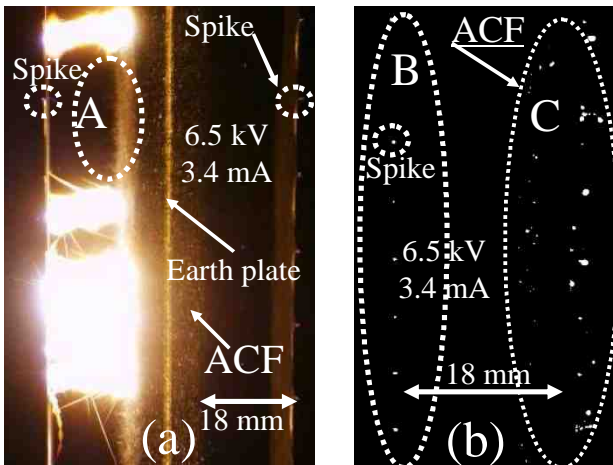 Spike
Spike
A
6.5 kV
3.4 mA
Earth plate
ACF
18 mm
(a)
ACF
B
C
Spike
6.5 kV
3.4 mA
18 mm
(b)